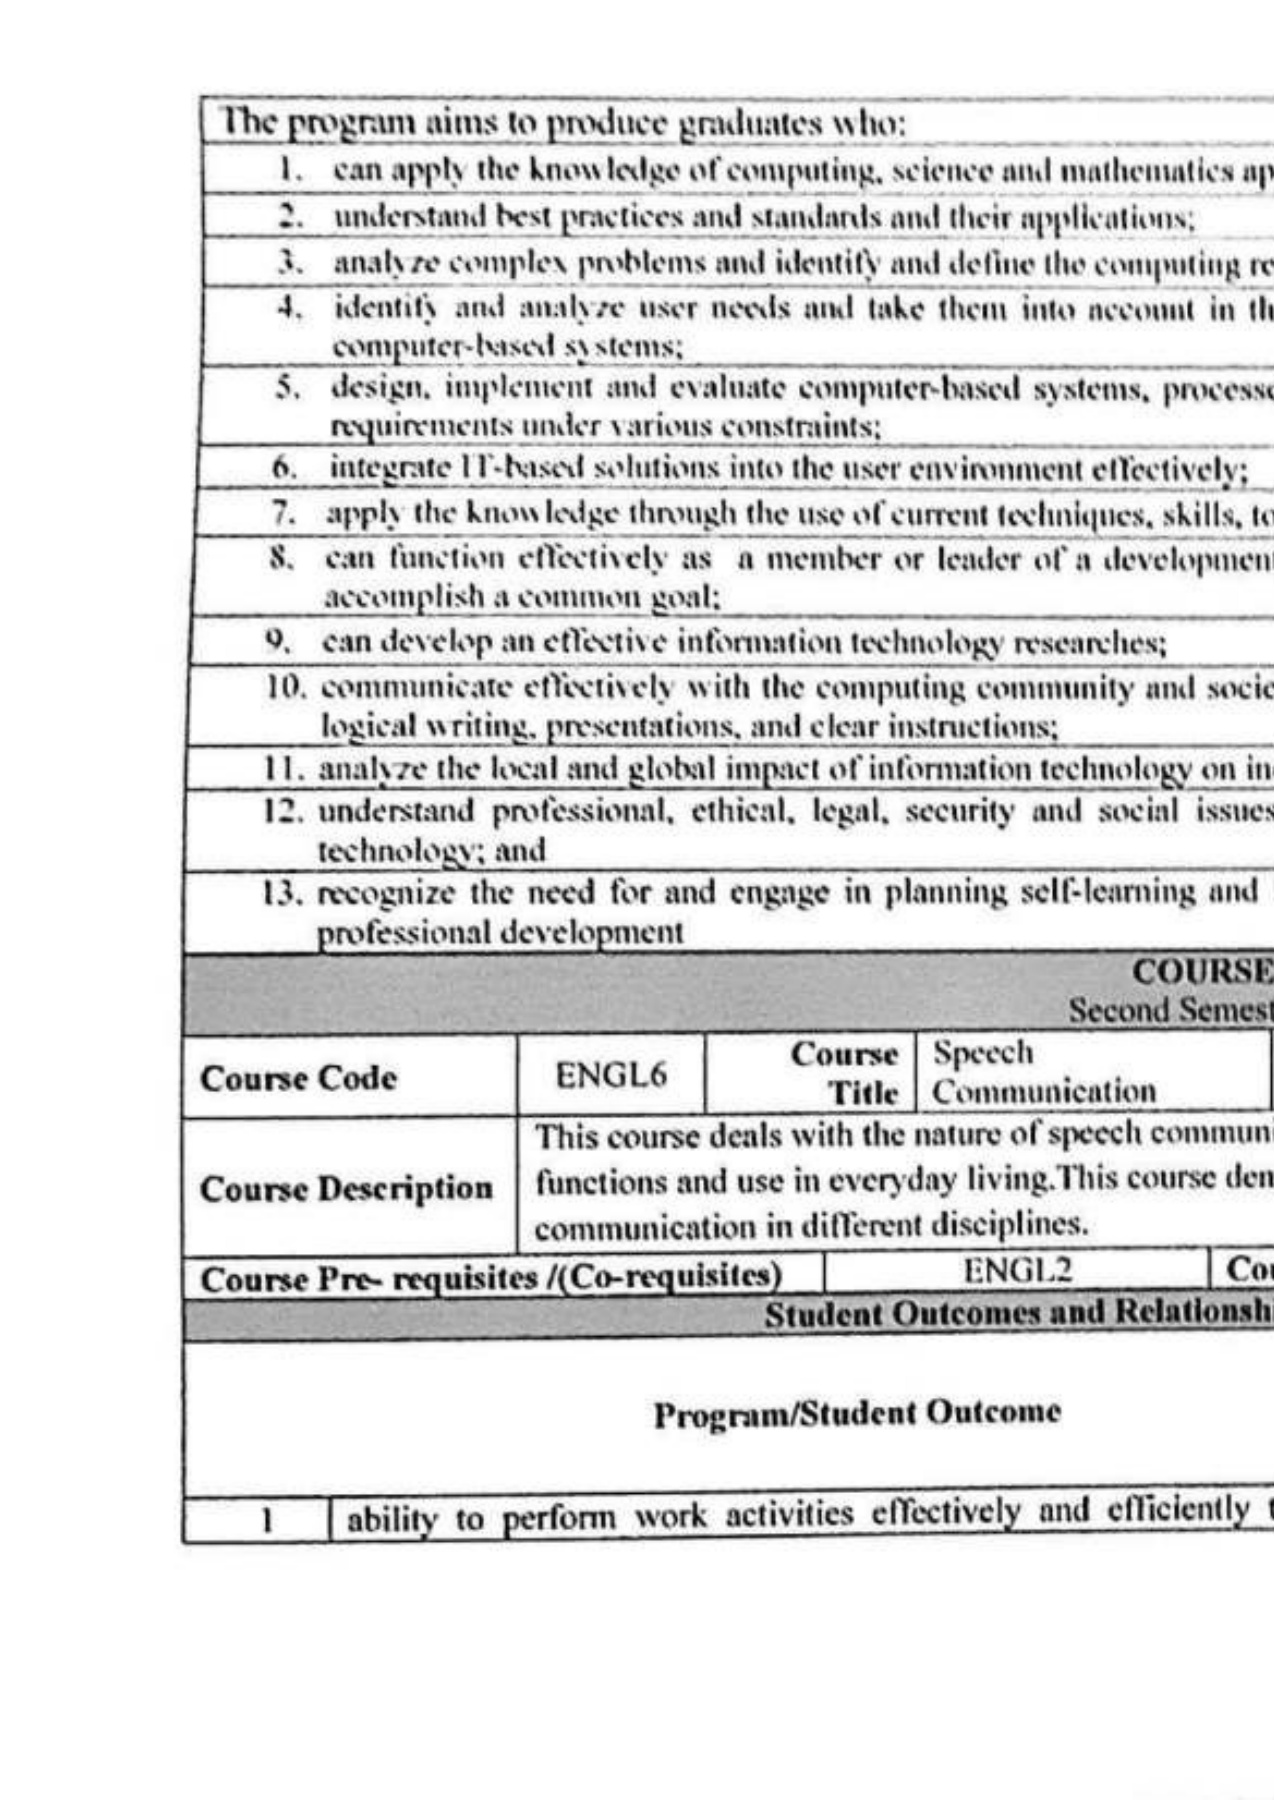 The program aims to produce graduates who:
1. can apply the knowledge of computing, science and mathematics ap
2. understand best practices and standards and their applications;
3. analyze complex problems and identify and define the computing re
4. identify and analyze user needs and take them into account in th
computer-based systems;
5. design, implement and evaluate computer-based systems, processe
requirements under various constraints;
6. integrate IT-based solutions into the user environment effectively;
7. apply the knowledge through the use of current techniques, skills, to
8. can function effectively as a member or leader of a development
accomplish a common goal;
9. can develop an effective information technology researches;
10. communicate effectively with the computing community and socie
logical writing, presentations, and clear instructions;
11. analyze the local and global impact of information technology on in
12. understand professional, ethical, legal, security and social issues
technology; and
13. recognize the need for and engage in planning self-learning and
professional development
COURSE
Second Semest
Course Code ENGL6 Course Title Speech Communication
Course Description This course deals with the nature of speech commun
functions and use in everyday living.This course den
communication in different disciplines.
Course Pre- requisites /(Co-requisites) ENGL2 Cou
Student Outcomes and Relationsh
Program/Student Outcome
1 ability to perform work activities effectively and efficiently t